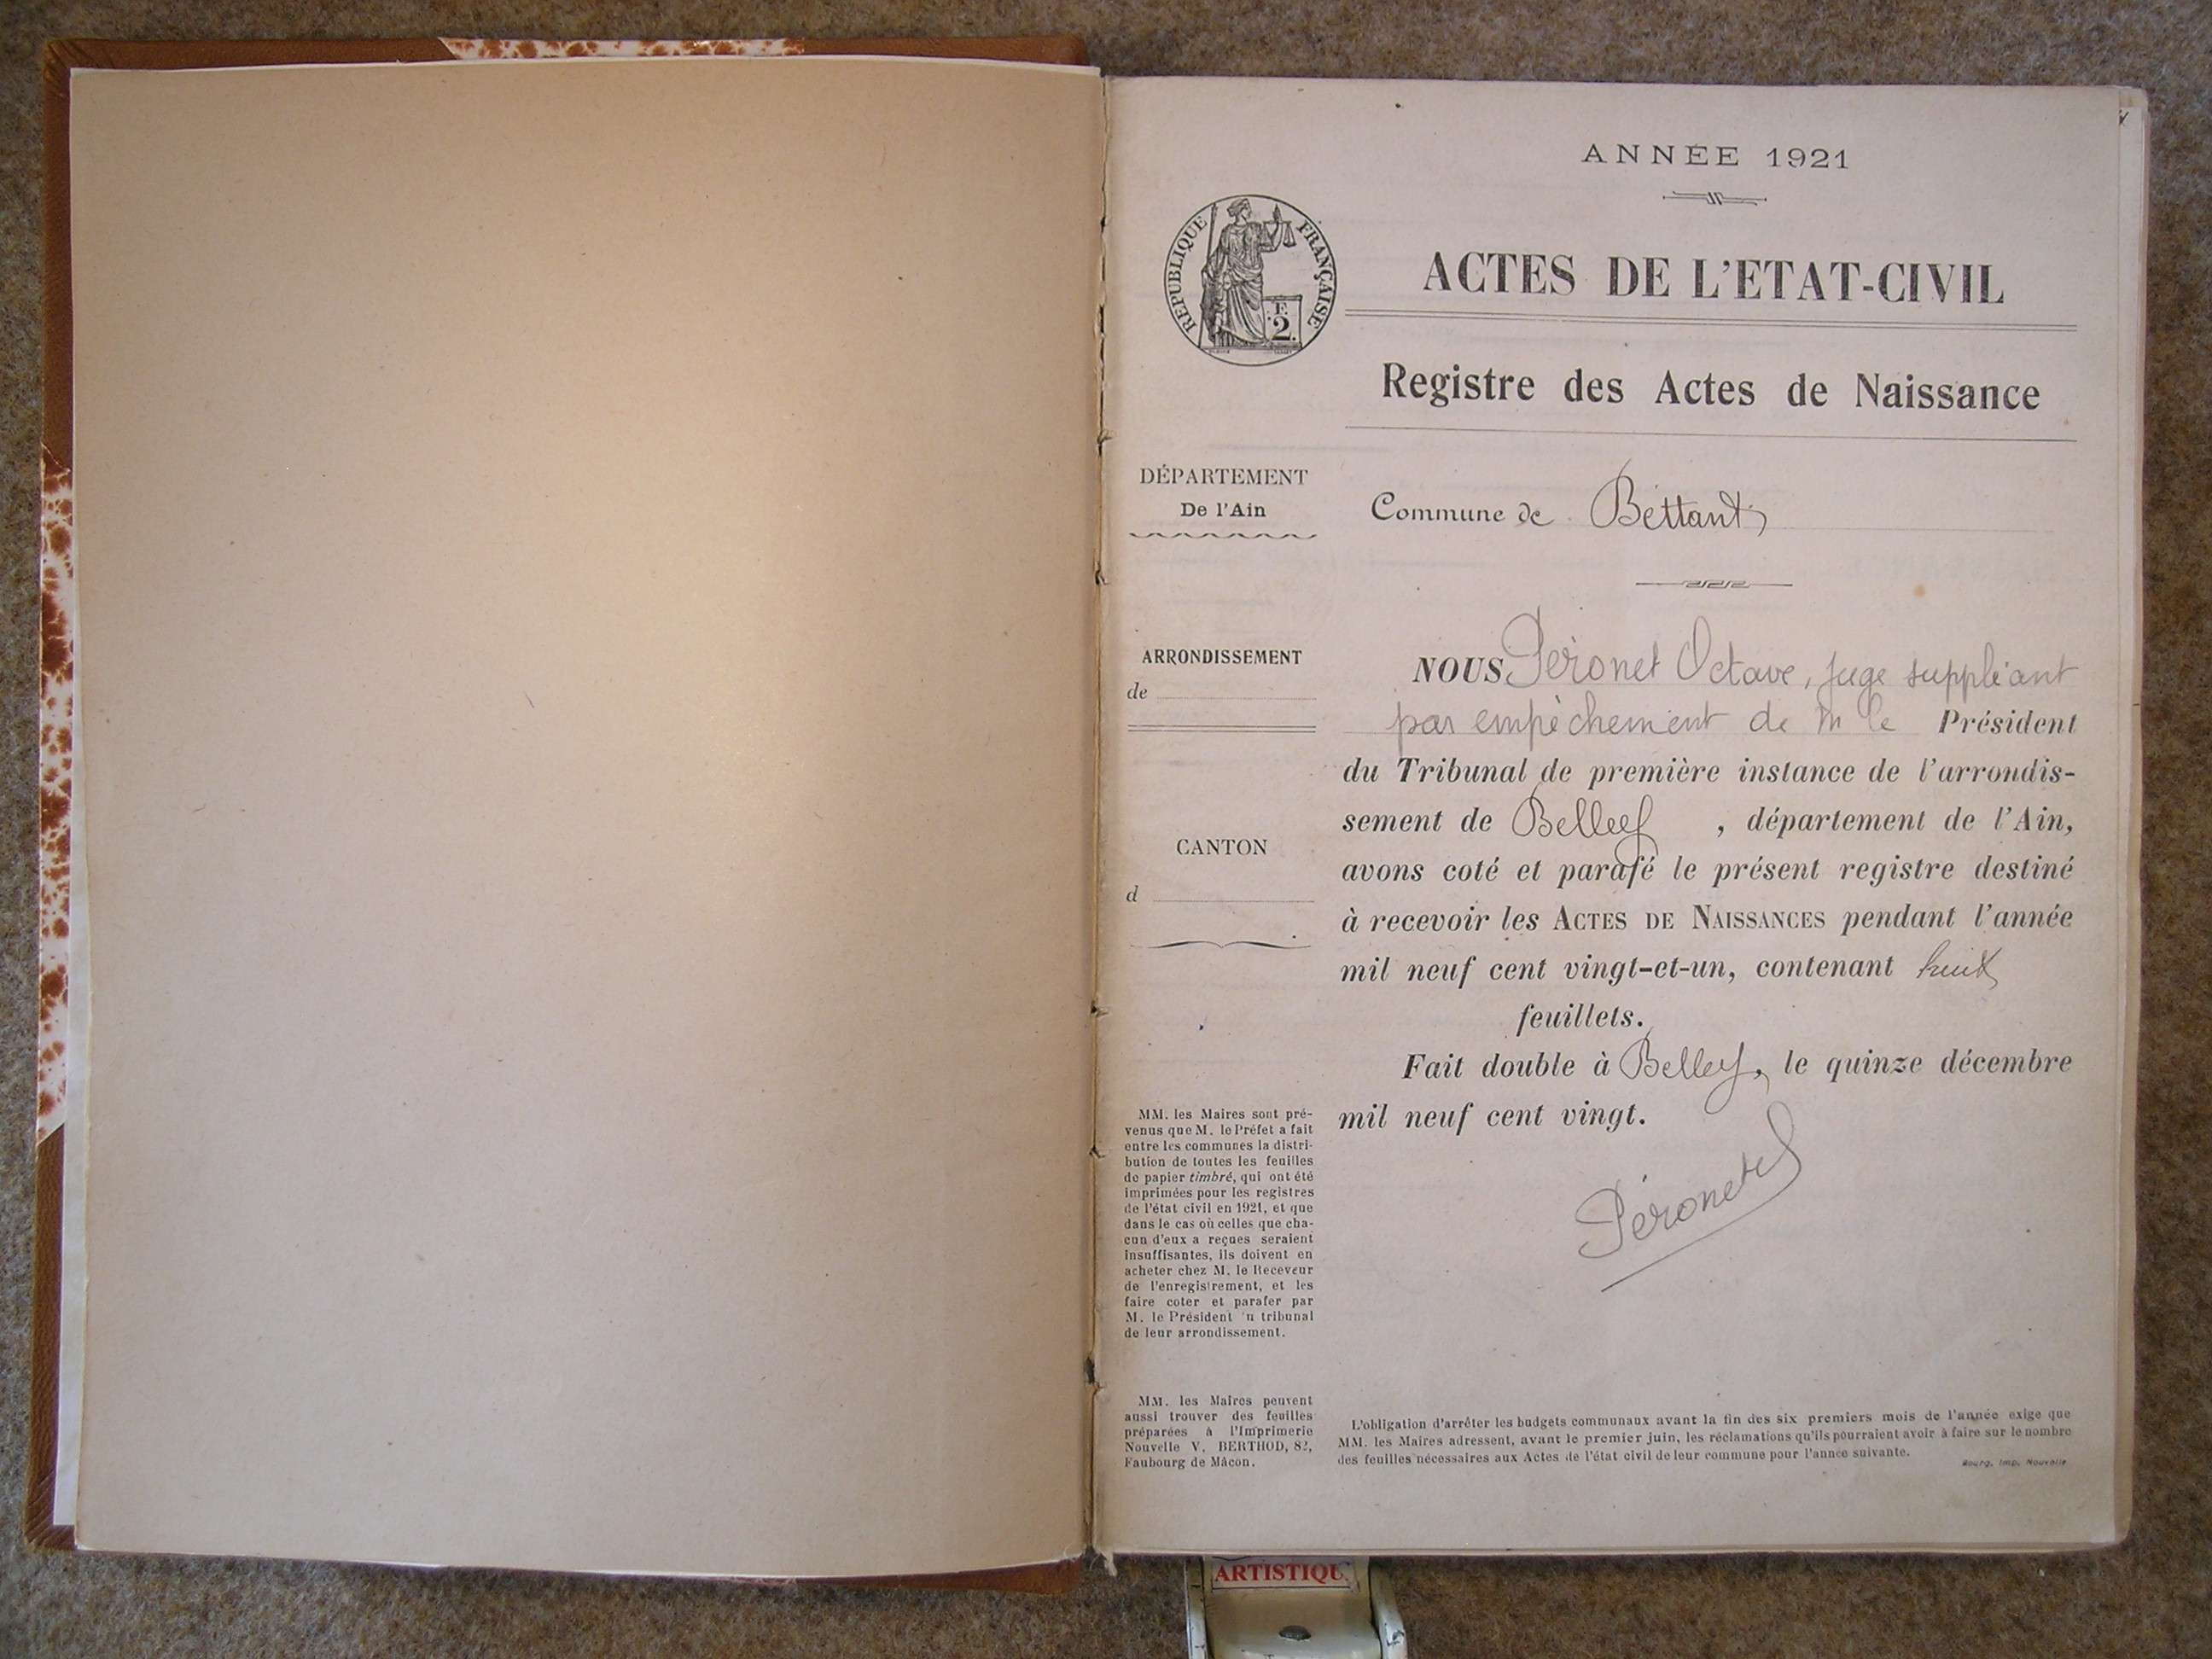 ANNÉE 1921
RÉPUBLIQUE FRANÇAISE
F.
2.
ACTES DE L'ETAT-CIVIL
Registre des Actes de Naissance
DÉPARTEMENT
De l'Ain
Commune de Bettant
ARRONDISSEMENT
de
CANTON
d
NOUS Péronet Octave, juge suppléant
par empêchement de M le Président
du Tribunal de première instance de l'arrondis-
sement de Belley , département de l'Ain,
avons coté et parafé le présent registre destiné
à recevoir les ACTES DE NAISSANCES pendant l'année
mil neuf cent vingt-et-un, contenant huit
feuillets.
Fait double à Belley, le quinze décembre
mil neuf cent vingt.
Péronet
MM. les Maires sont pré-
venus que M. le Préfet a fait
entre les communes la distri-
bution de toutes les feuilles
de papier timbré, qui ont été
imprimées pour les registres
de l'état civil en 1921, et que
dans le cas où celles que cha-
cun d'eux a reçues seraient
insuffisantes, ils doivent en
acheter chez M. le Receveur
de l'enregistrement, et les
faire coter et parafer par
M. le Président 'u tribunal
de leur arrondissement.
MM. les Maires peuvent
aussi trouver des feuilles
préparées à l'Imprimerie
Nouvelle V. BERTHOD, 82,
Faubourg de Mâcon.
L'obligation d'arrêter les budgets communaux avant la fin des six premiers mois de l'année exige que
MM. les Maires adressent, avant le premier juin, les réclamations qu'ils pourraient avoir à faire sur le nombre
des feuilles nécessaires aux Actes de l'état civil de leur commune pour l'année suivante.
Bourg, Imp. Nouvelle
ARTISTIQU